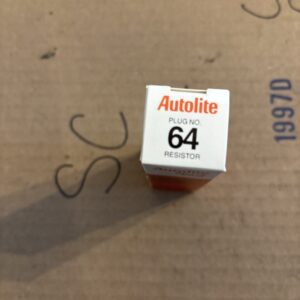 Autolite
PLUG NO.
64
RESISTOR
SC
19970